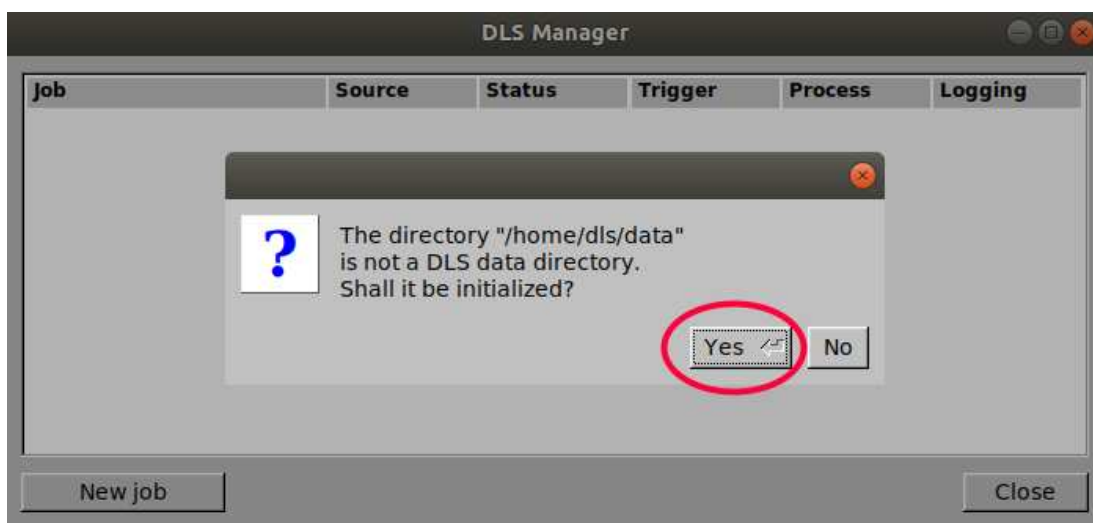 DLS Manager
Job Source Status Trigger Process Logging
?
The directory "/home/dls/data"
is not a DLS data directory.
Shall it be initialized?
Yes No
New job Close